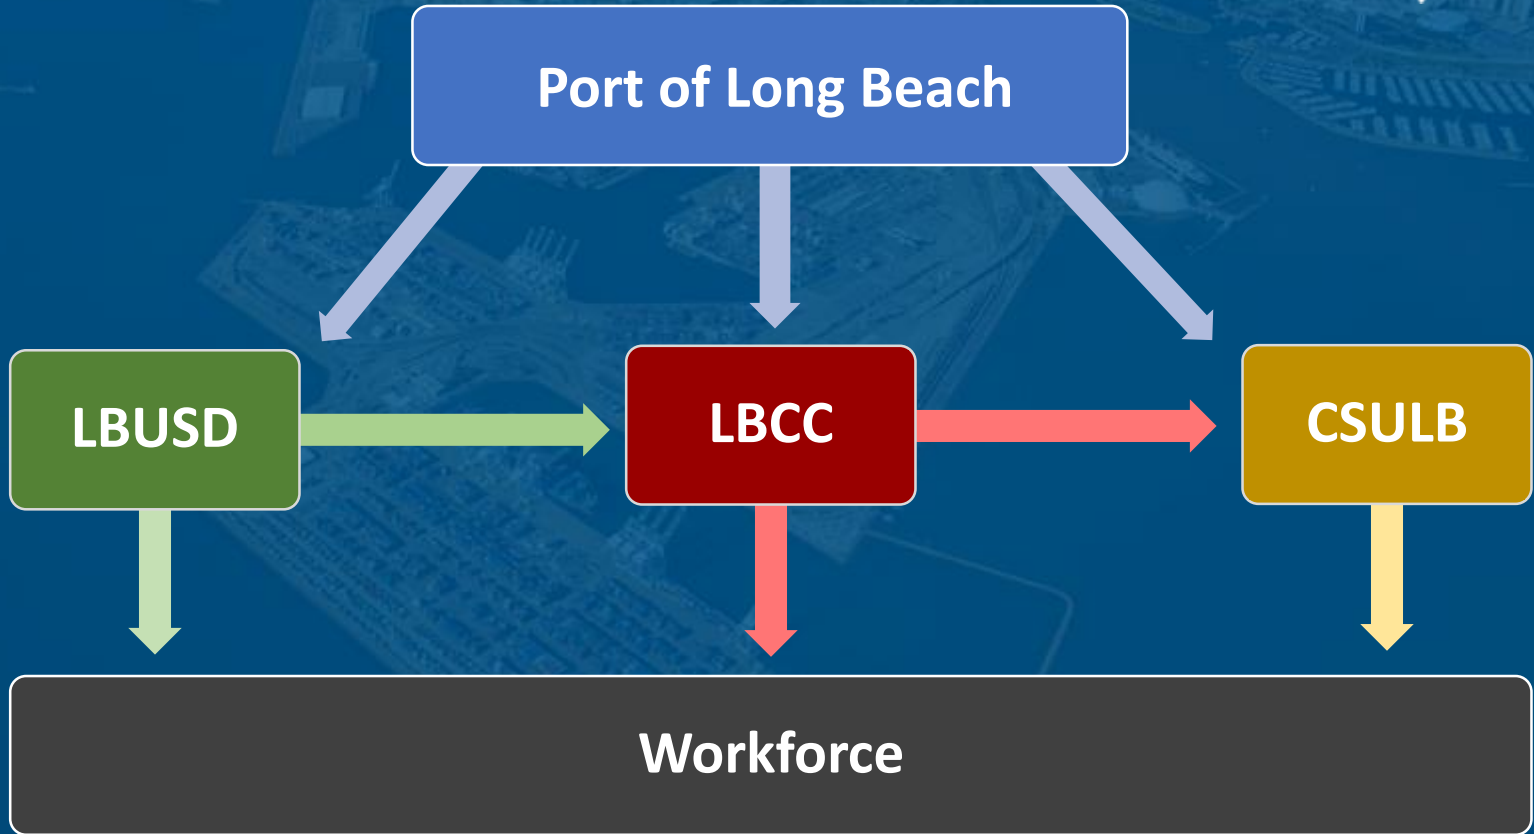 Port of Long Beach
LBUSD
LBCC
CSULB
Workforce